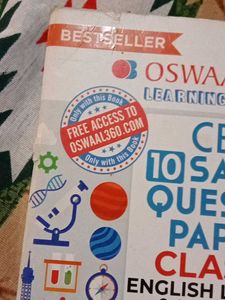 BESTSELLER
OSWAA
LEARNING
Only with this Book
FREE ACCESS TO
OSWAAL360.COM
Only with this Book
CB
10 SA
QUES
PAP
CLAS
ENGLISH L